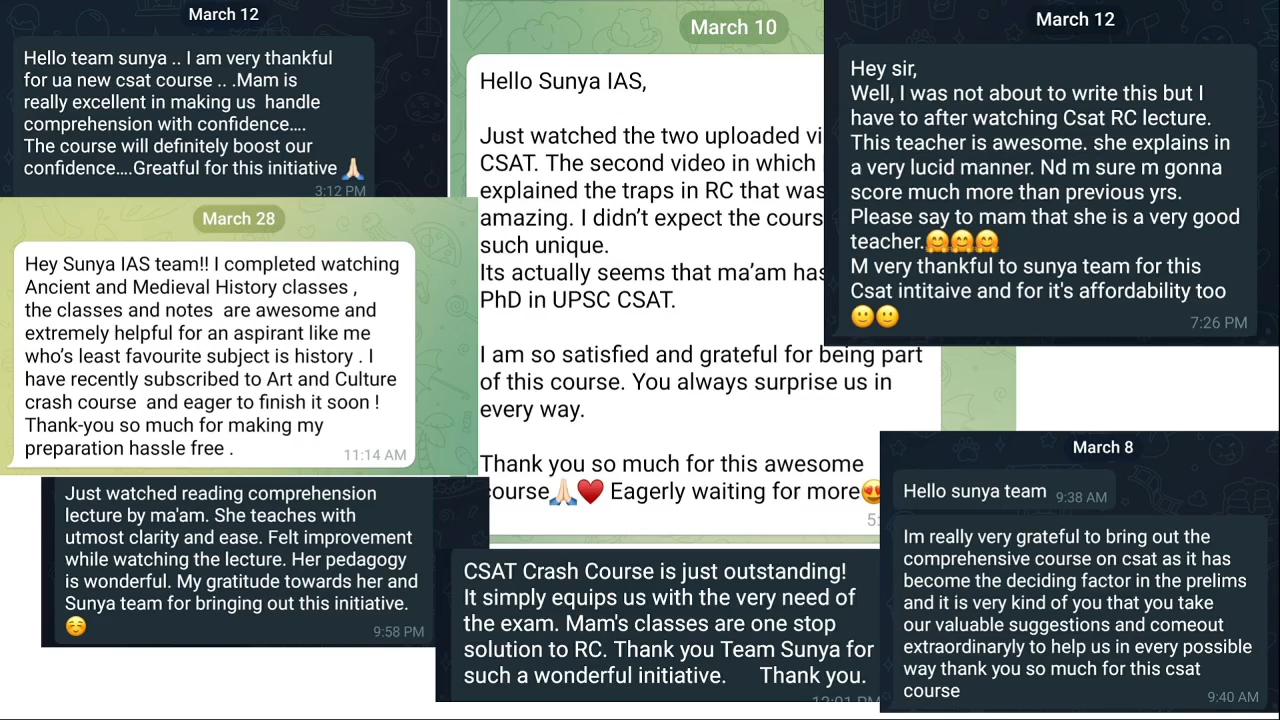 March 12
Hello team sunya .. I am very thankful
for ua new csat course .. .Mam is
really excellent in making us handle
comprehension with confidence....
The course will definitely boost our
confidence....Greatful for this initiative 🙏🏻
3:12 PM
March 28
Hey Sunya IAS team!! I completed watching
Ancient and Medieval History classes ,
the classes and notes are awesome and
extremely helpful for an aspirant like me
who's least favourite subject is history . I
have recently subscribed to Art and Culture
crash course and eager to finish it soon !
Thank-you so much for making my
preparation hassle free .
11:14 AM
Just watched reading comprehension
lecture by ma'am. She teaches with
utmost clarity and ease. Felt improvement
while watching the lecture. Her pedagogy
is wonderful. My gratitude towards her and
Sunya team for bringing out this initiative.
☺️
9:58 PM
March 10
Hello Sunya IAS,
Just watched the two uploaded vi
CSAT. The second video in which
explained the traps in RC that was
amazing. I didn't expect the cours
such unique.
Its actually seems that ma'am has
PhD in UPSC CSAT.
I am so satisfied and grateful for being part
of this course. You always surprise us in
every way.
Thank you so much for this awesome
course🙏🏻♥️ Eagerly waiting for more😍
5:
CSAT Crash Course is just outstanding!
It simply equips us with the very need of
the exam. Mam's classes are one stop
solution to RC. Thank you Team Sunya for
such a wonderful initiative. Thank you.
12:01 PM
March 12
Hey sir,
Well, I was not about to write this but I
have to after watching Csat RC lecture.
This teacher is awesome. she explains in
a very lucid manner. Nd m sure m gonna
score much more than previous yrs.
Please say to mam that she is a very good
teacher.🤗🤗🤗
M very thankful to sunya team for this
Csat intitaive and for it's affordability too
🙂🙂
7:26 PM
March 8
Hello sunya team 9:38 AM
Im really very grateful to bring out the
comprehensive course on csat as it has
become the deciding factor in the prelims
and it is very kind of you that you take
our valuable suggestions and comeout
extraordinaryly to help us in every possible
way thank you so much for this csat
course
9:40 AM